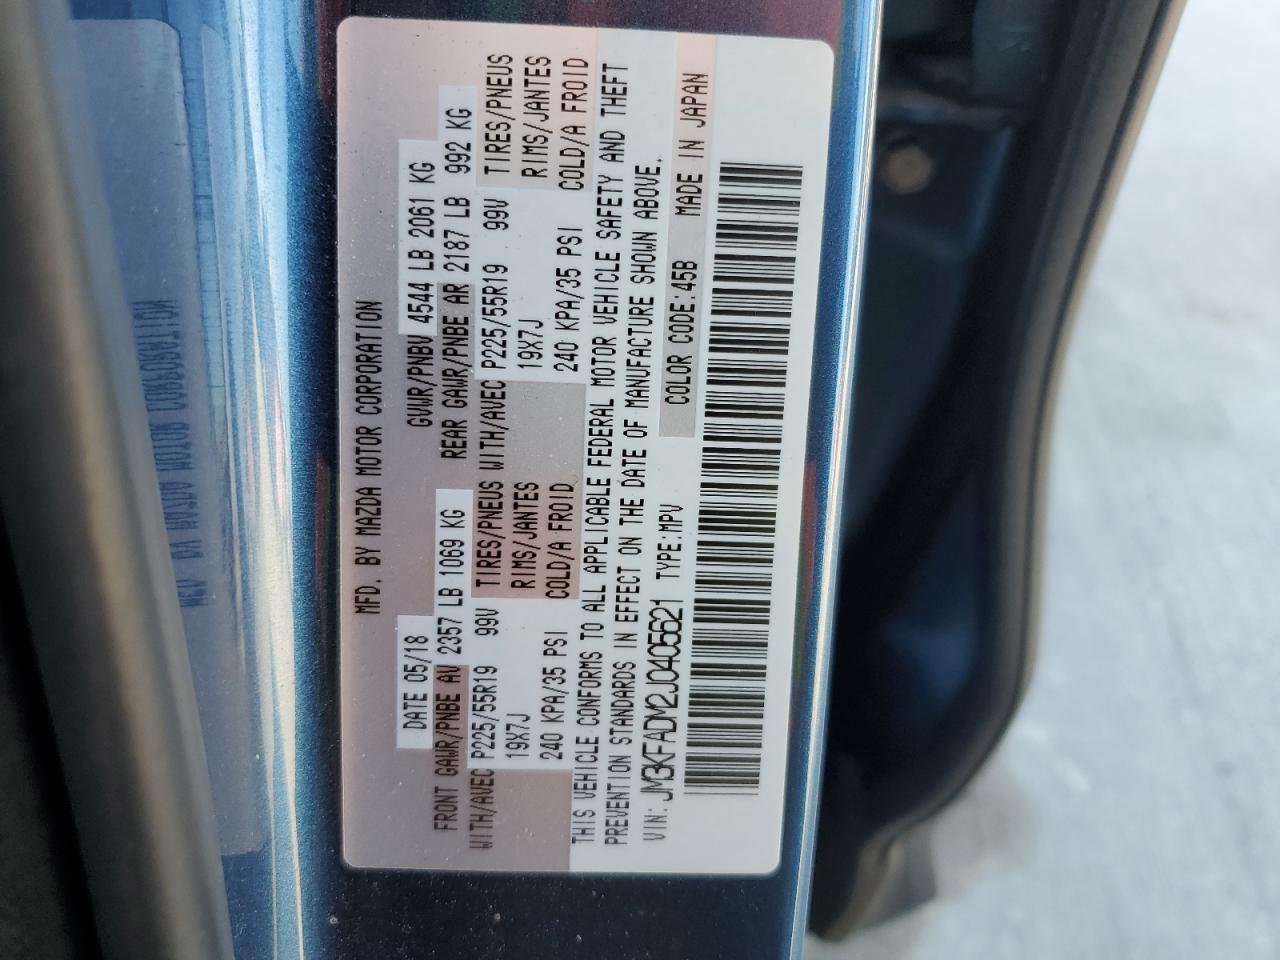 MFD. BY MAZDA MOTOR CORPORATION
DATE 05/18 GVWR/PNBV 4544 LB 2061 KG
FRONT GAWR/PNBE AV 2357 LB 1069 KG REAR GAWR/PNBE AR 2187 LB 992 KG
WITH/AVEC P225/55R19 99V TIRES/PNEUS WITH/AVEC P225/55R19 99V TIRES/PNEUS
19X7J RIMS/JANTES 19X7J RIMS/JANTES
240 KPA/35 PSI COLD/A FROID 240 KPA/35 PSI COLD/A FROID
THIS VEHICLE CONFORMS TO ALL APPLICABLE FEDERAL MOTOR VEHICLE SAFETY AND THEFT
PREVENTION STANDARDS IN EFFECT ON THE DATE OF MANUFACTURE SHOWN ABOVE.
VIN: JM3KFADM2J0405621 TYPE:MPV COLOR CODE:45B MADE IN JAPAN